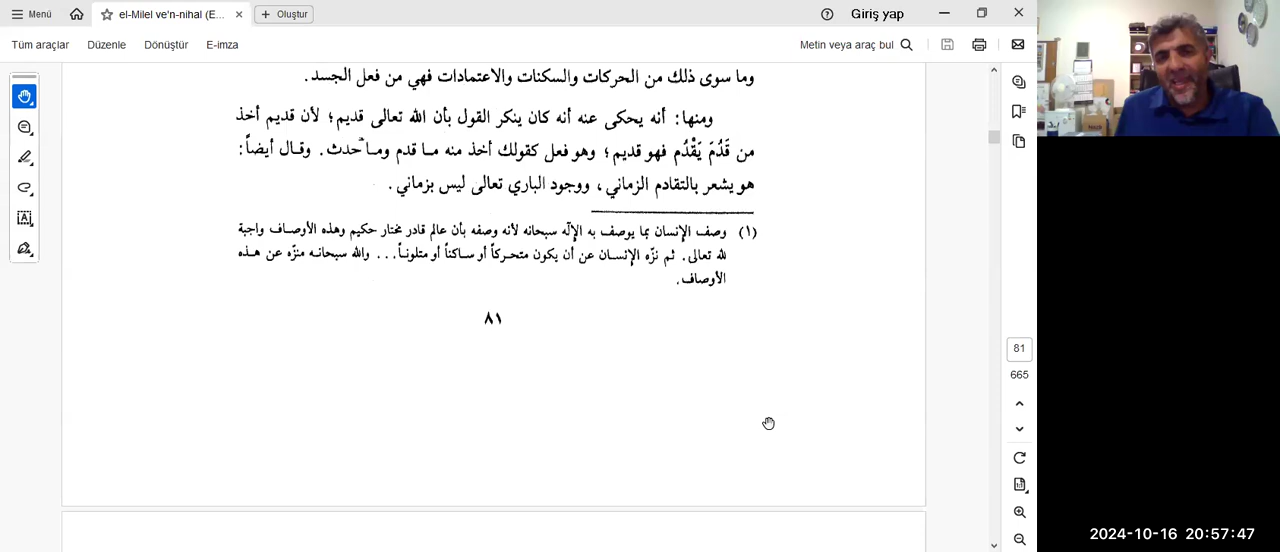 Menü
el-Milel ve'n-nihal (E...
Oluştur
Giriş yap
Tüm araçlar
Düzenle
Dönüştür
E-imza
Metin veya araç bul
وما سوى ذلك من الحركات والسكنات والاعتمادات فهي من فعل الجسد.
ومنها: أنه يحكى عنه أنه كان ينكر القول بأن الله تعالى قديم؛ لأن قديم أخذ
من قَدُمَ يَقْدُم فهو قديم؛ وهو فعل كقولك أخذ منه ما قدم وما حدث. وقال أيضاً:
هو يشعر بالتقادم الزماني، ووجود الباري تعالى ليس بزماني.
(١) وصف الإنسان بما يوصف به الإلٰه سبحانه لأنه وصفه بأن عالم قادر مختار حكيم وهذه الأوصاف واجبة
لله تعالى. ثم نزّه الإنسان عن أن يكون متحركاً أو ساكناً أو متلوناً... والله سبحانه منزّه عن هذه
الأوصاف.
٨١
81
665
2024-10-16 20:57:47